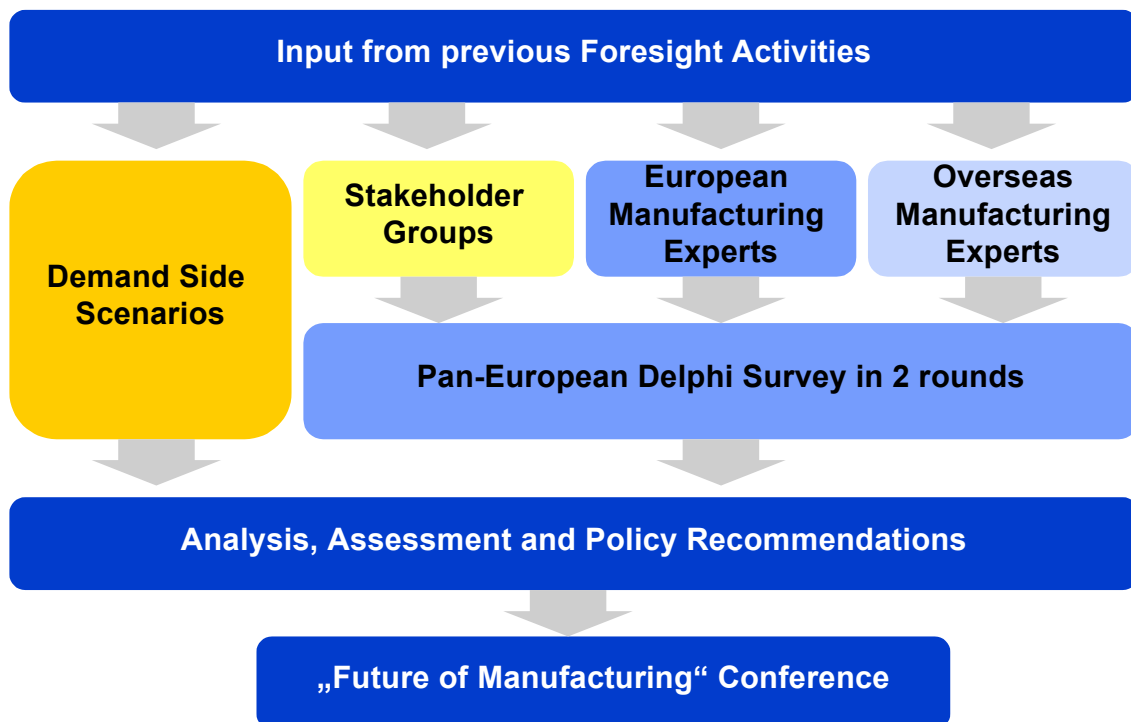 Input from previous Foresight Activities
Demand Side
Scenarios
Stakeholder
Groups
European
Manufacturing
Experts
Overseas
Manufacturing
Experts
Pan-European Delphi Survey in 2 rounds
Analysis, Assessment and Policy Recommendations
„Future of Manufacturing“ Conference